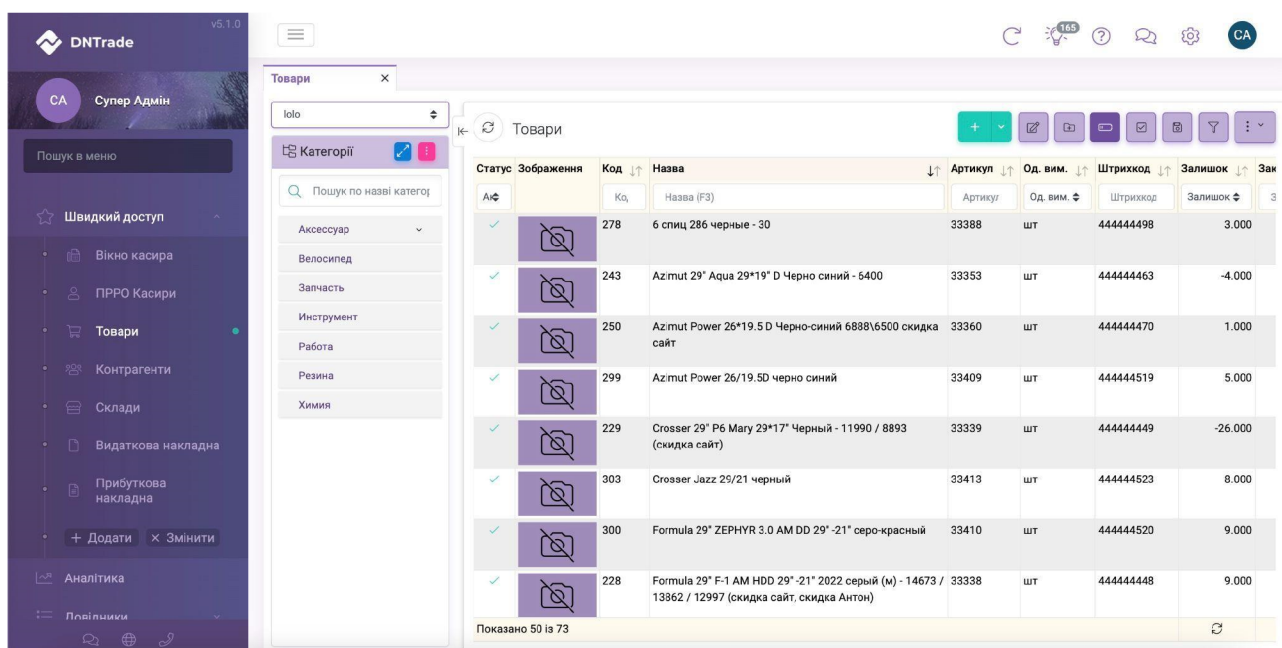 v5.1.0
DNTrade
CA
Супер Адмін
Пошук в меню
Швидкий доступ
Вікно касира
ПРРО Касири
Товари
Контрагенти
Склади
Видаткова накладна
Прибуткова
накладна
+ Додати × Змінити
Аналітика
Довідники
165
CA
Товари ×
lolo
Категорії
Пошук по назві категор
Аксессуар
Велосипед
Запчасть
Инструмент
Работа
Резина
Химия
Товари
Статус Зображення Код Назва Артикул Од. вим. Штрихкод Залишок Зак
Ак Ко, Назва (F3) Артикул Од. вим. Штрихкод Залишок З
278 6 спиц 286 черные - 30 33388 шт 444444498 3.000
243 Azimut 29" Aqua 29*19" D Черно синий - 6400 33353 шт 444444463 -4.000
250 Azimut Power 26*19.5 D Черно-синий 6888\6500 скидка 33360 шт 444444470 1.000
сайт
299 Azimut Power 26/19.5D черно синий 33409 шт 444444519 5.000
229 Crosser 29" P6 Mary 29*17" Черный - 11990 / 8893 33339 шт 444444449 -26.000
(скидка сайт)
303 Crosser Jazz 29/21 черный 33413 шт 444444523 8.000
300 Formula 29" ZEPHYR 3.0 AM DD 29" -21" серо-красный 33410 шт 444444520 9.000
228 Formula 29" F-1 AM HDD 29" -21" 2022 серый (м) - 14673 / 33338 шт 444444448 9.000
13862 / 12997 (скидка сайт, скидка Антон)
Показано 50 із 73